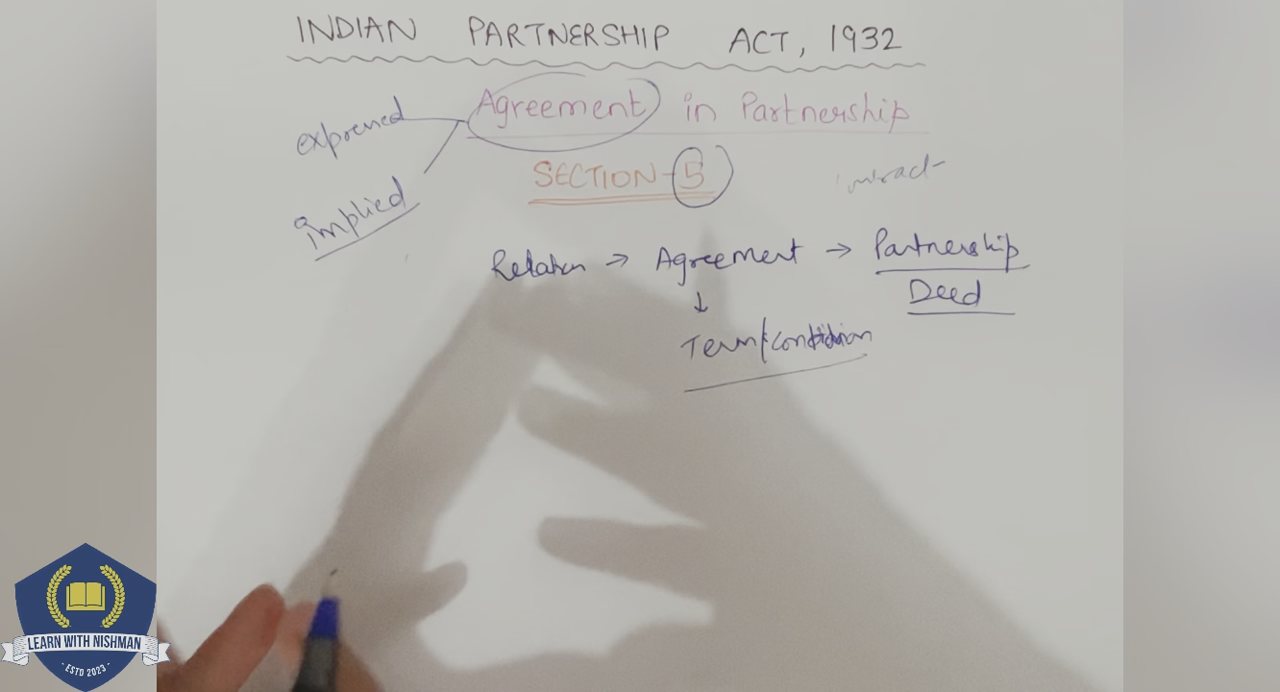 INDIAN PARTNERSHIP ACT, 1932
Agreement in Partnership
expressed
SECTION-5
implied
Relation → Agreement → Partnership
Deed
↓
Term/condition
LEARN WITH NISHMAN
- ESTD 2023 -